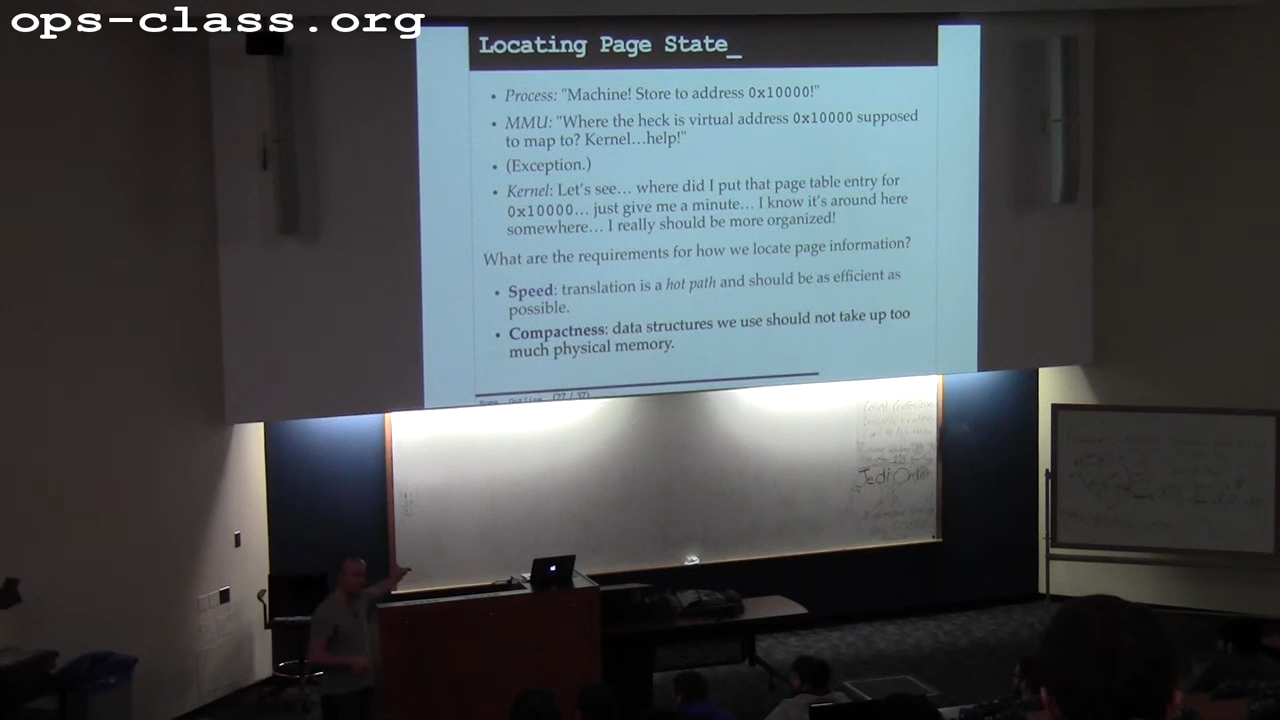 ops-class.org
Locating Page State_
• Process: "Machine! Store to address 0x10000!"
• MMU: "Where the heck is virtual address 0x10000 supposed
to map to? Kernel…help!"
• (Exception.)
• Kernel: Let's see… where did I put that page table entry for
0x10000… just give me a minute… I know it's around here
somewhere… I really should be more organized!
What are the requirements for how we locate page information?
• Speed: translation is a hot path and should be as efficient as
possible.
• Compactness: data structures we use should not take up too
much physical memory.
Jedi Order